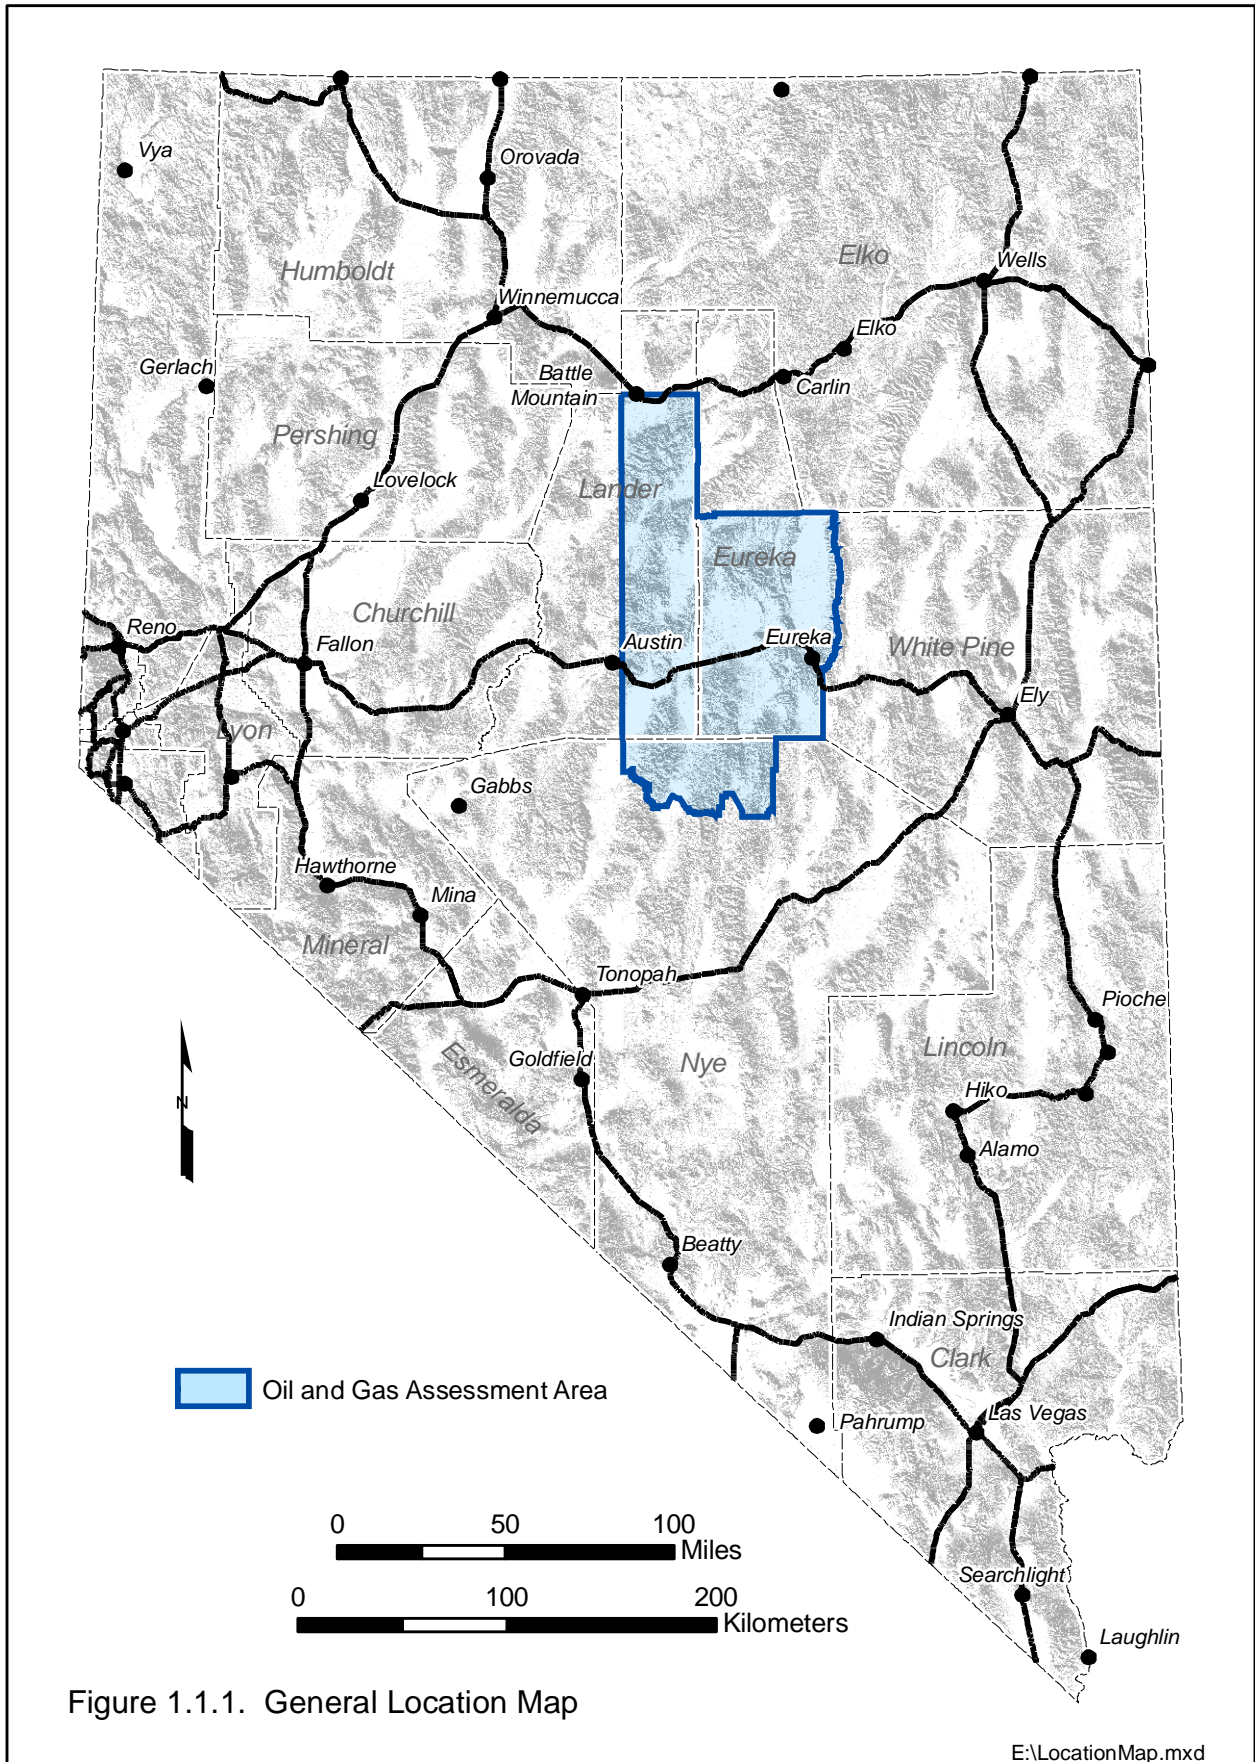 Vya
Orovada
Humboldt
Elko
Wells
Winnemucca
Elko
Gerlach
Battle
Mountain
Carlin
Pershing
Lovelock
Lander
Eureka
Churchill
Reno
Fallon
Austin
Eureka
White Pine
Ely
Lyon
Gabbs
Hawthorne
Mina
Mineral
Tonopah
Pioche
Esmeralda
Goldfield
Nye
Lincoln
Hiko
N
Alamo
Beatty
Indian Springs
Clark
Oil and Gas Assessment Area
Las Vegas
Pahrump
0 50 100
Miles
0 100 200
Kilometers
Searchlight
Laughlin
Figure 1.1.1. General Location Map
E:\LocationMap.mxd